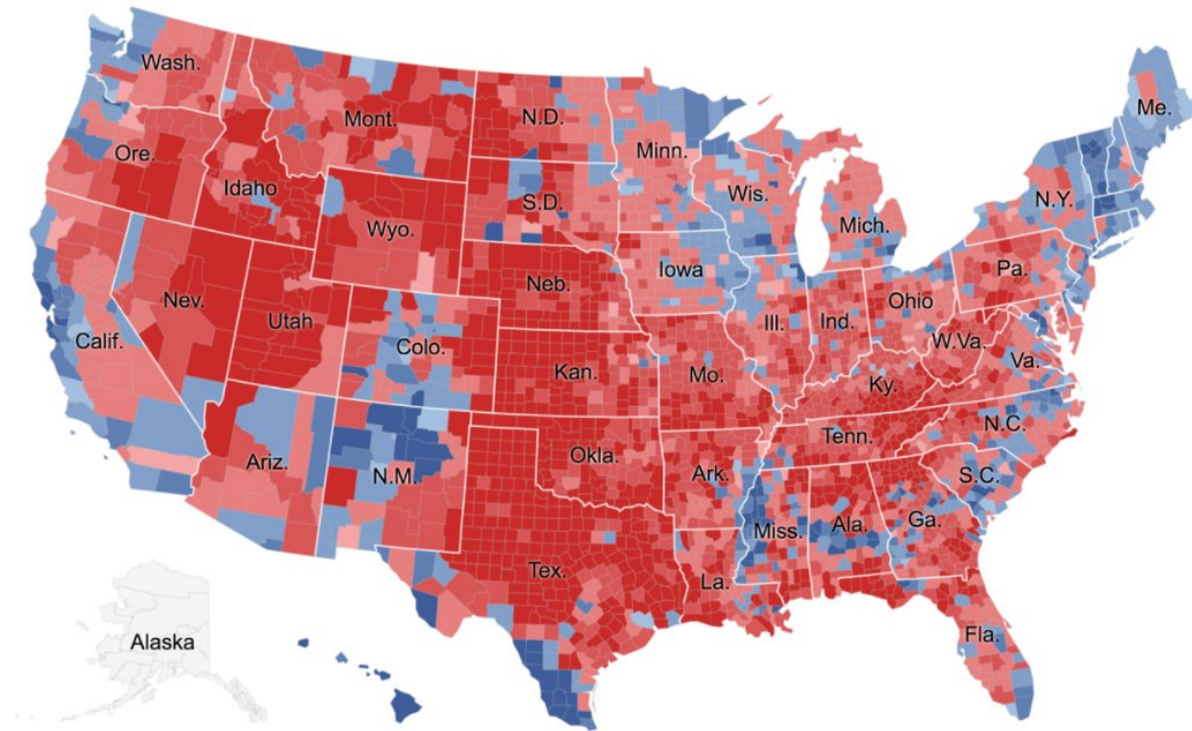 Wash.
Me.
Mont.
N.D.
Minn.
Ore.
Idaho
S.D.
Wis.
N.Y.
Wyo.
Mich.
Iowa
Pa.
Neb.
Nev.
Utah
Ill.
Ind.
Ohio
Calif.
Colo.
W.Va.
Va.
Kan.
Mo.
Ky.
N.C.
Tenn.
Okla.
Ariz.
N.M.
Ark.
S.C.
Miss.
Ala.
Ga.
Tex.
La.
Fla.
Alaska